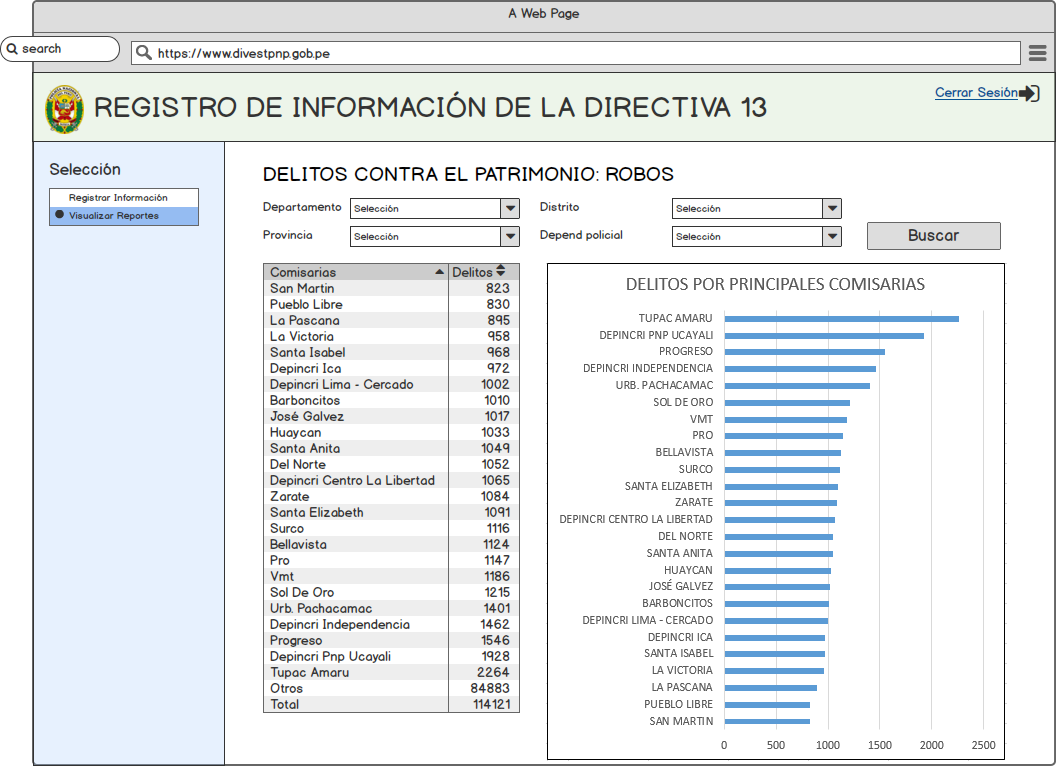 A Web Page
search
https://www.divestpnp.gob.pe
REGISTRO DE INFORMACIÓN DE LA DIRECTIVA 13
Cerrar Sesión
Selección
Registrar Información
Visualizar Reportes
DELITOS CONTRA EL PATRIMONIO: ROBOS
Departamento Selección Distrito Selección
Provincia Selección Depend policial Selección Buscar
Comisarias Delitos
San Martin 823
Pueblo Libre 830
La Pascana 895
La Victoria 958
Santa Isabel 968
Depincri Ica 972
Depincri Lima - Cercado 1002
Barboncitos 1010
José Galvez 1017
Huaycan 1033
Santa Anita 1049
Del Norte 1052
Depincri Centro La Libertad 1065
Zarate 1084
Santa Elizabeth 1091
Surco 1116
Bellavista 1124
Pro 1147
Vmt 1186
Sol De Oro 1215
Urb. Pachacamac 1401
Depincri Independencia 1462
Progreso 1546
Depincri Pnp Ucayali 1928
Tupac Amaru 2264
Otros 84883
Total 114121
DELITOS POR PRINCIPALES COMISARIAS
TUPAC AMARU
DEPINCRI PNP UCAYALI
PROGRESO
DEPINCRI INDEPENDENCIA
URB. PACHACAMAC
SOL DE ORO
VMT
PRO
BELLAVISTA
SURCO
SANTA ELIZABETH
ZARATE
DEPINCRI CENTRO LA LIBERTAD
DEL NORTE
SANTA ANITA
HUAYCAN
JOSÉ GALVEZ
BARBONCITOS
DEPINCRI LIMA - CERCADO
DEPINCRI ICA
SANTA ISABEL
LA VICTORIA
LA PASCANA
PUEBLO LIBRE
SAN MARTIN
0 500 1000 1500 2000 2500